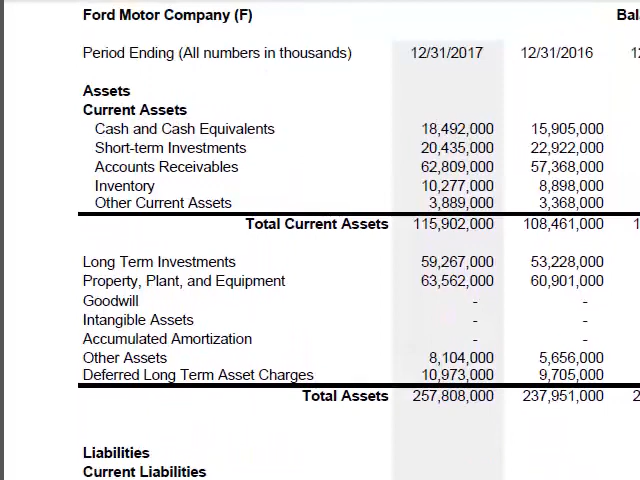 Ford Motor Company (F) Bal
Period Ending (All numbers in thousands) 12/31/2017 12/31/2016 12
Assets
Current Assets
Cash and Cash Equivalents 18,492,000 15,905,000
Short-term Investments 20,435,000 22,922,000
Accounts Receivables 62,809,000 57,368,000
Inventory 10,277,000 8,898,000
Other Current Assets 3,889,000 3,368,000
Total Current Assets 115,902,000 108,461,000 1
Long Term Investments 59,267,000 53,228,000
Property, Plant, and Equipment 63,562,000 60,901,000
Goodwill - -
Intangible Assets - -
Accumulated Amortization - -
Other Assets 8,104,000 5,656,000
Deferred Long Term Asset Charges 10,973,000 9,705,000
Total Assets 257,808,000 237,951,000 2
Liabilities
Current Liabilities